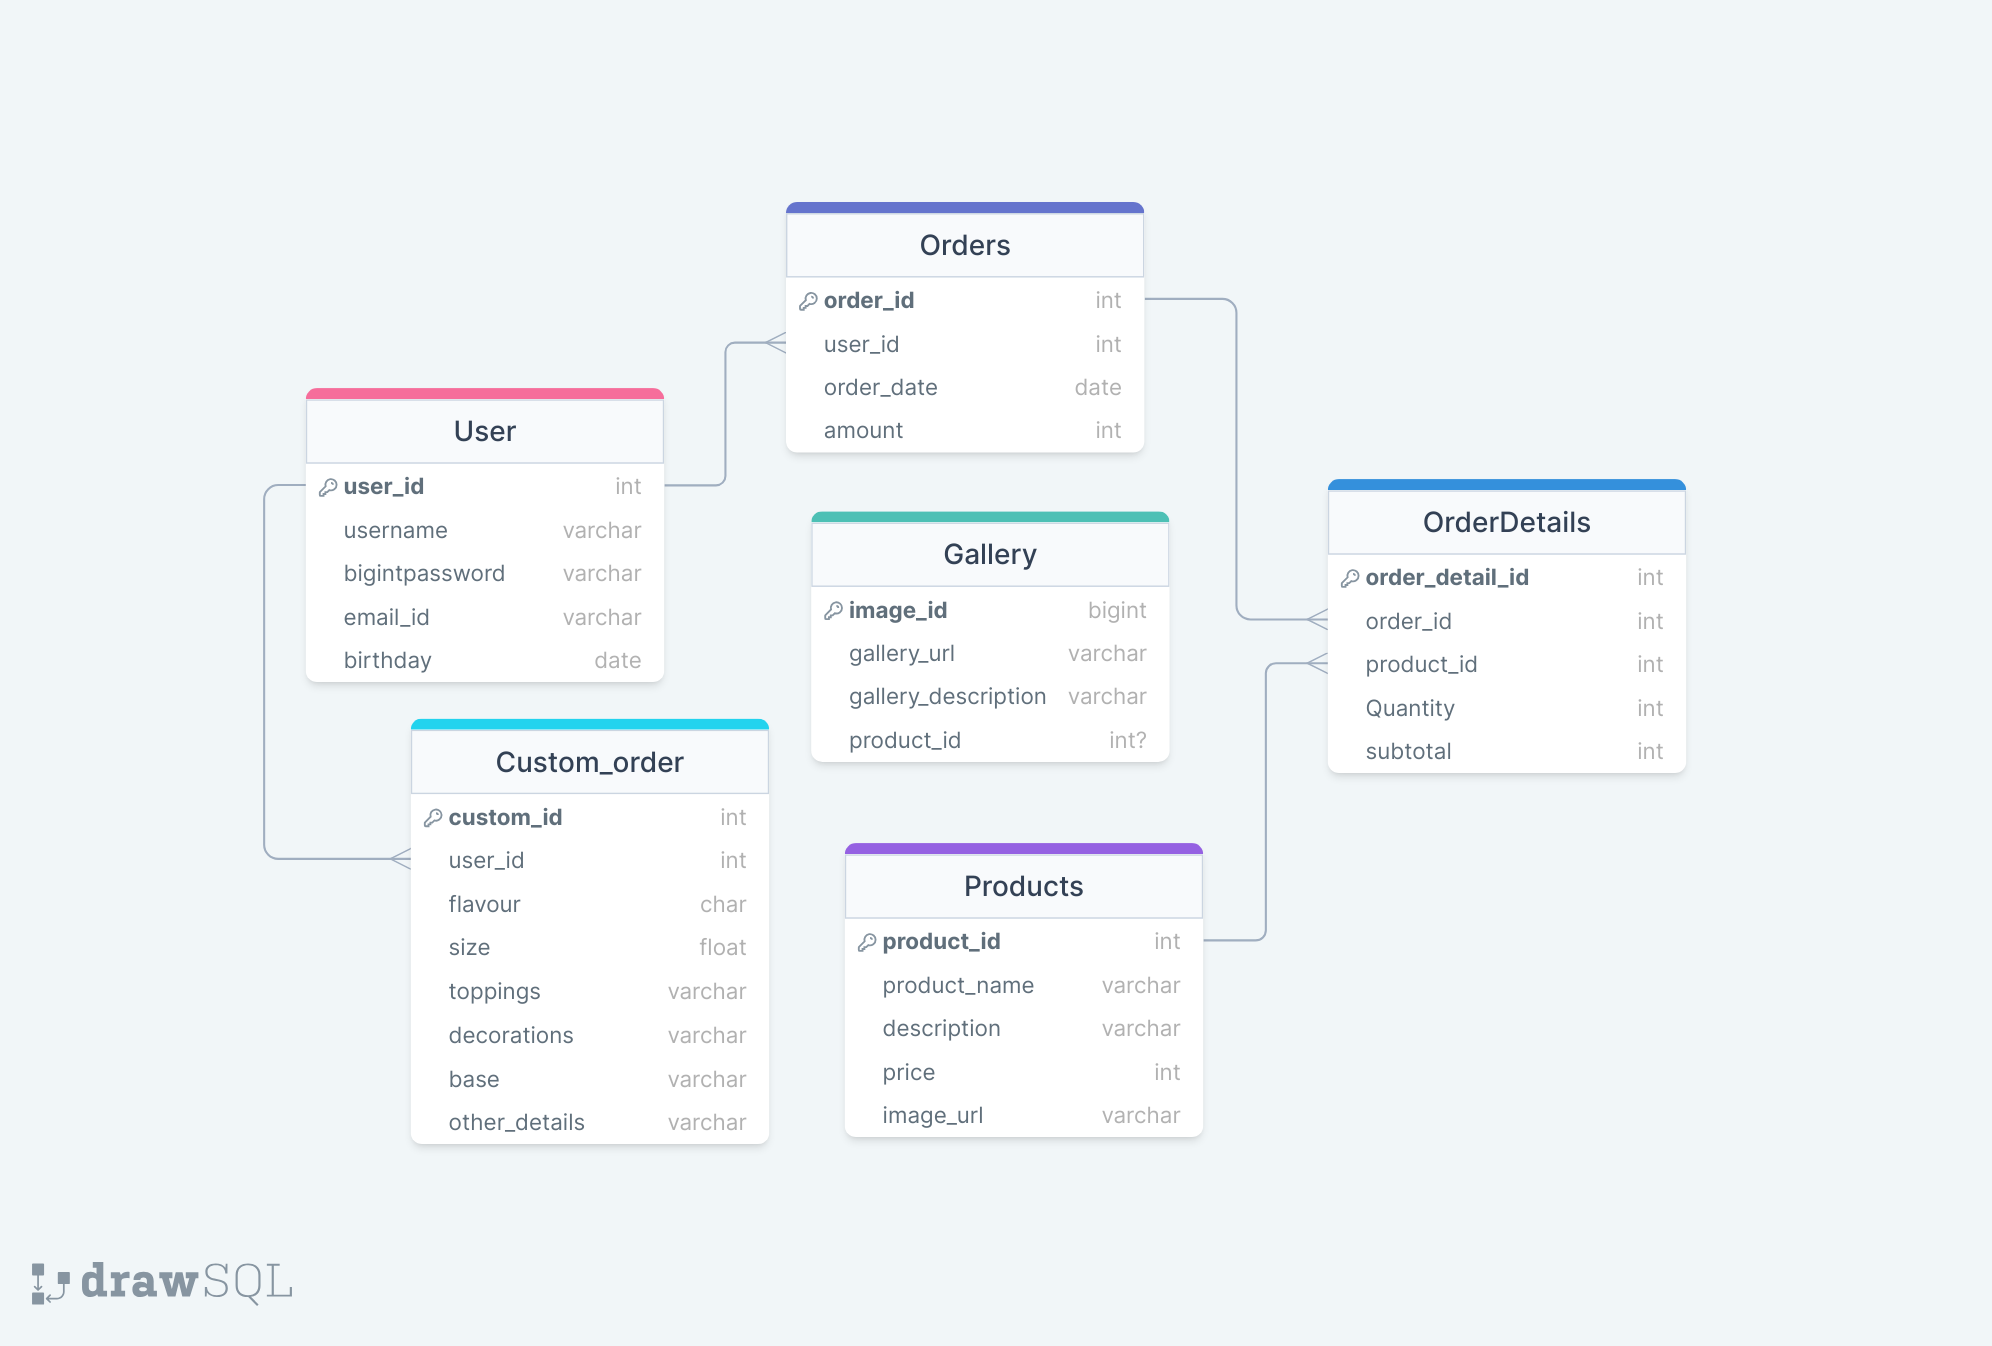 Orders
order_id int
user_id int
order_date date
amount int
User
user_id int
username varchar
bigintpassword varchar
email_id varchar
birthday date
Gallery
image_id bigint
gallery_url varchar
gallery_description varchar
product_id int?
OrderDetails
order_detail_id int
order_id int
product_id int
Quantity int
subtotal int
Custom_order
custom_id int
user_id int
flavour char
size float
toppings varchar
decorations varchar
base varchar
other_details varchar
Products
product_id int
product_name varchar
description varchar
price int
image_url varchar
drawSQL